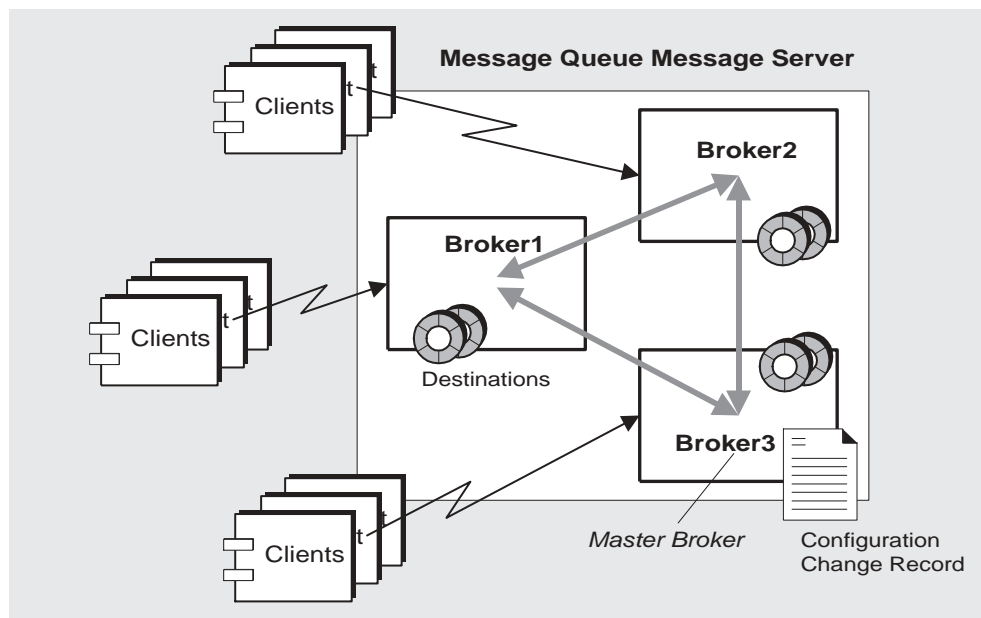 Message Queue Message Server
Clients
t
t
Broker2
Broker1
Clients
t
t
Destinations
Broker3
Clients
t
t
Master Broker
Configuration
Change Record